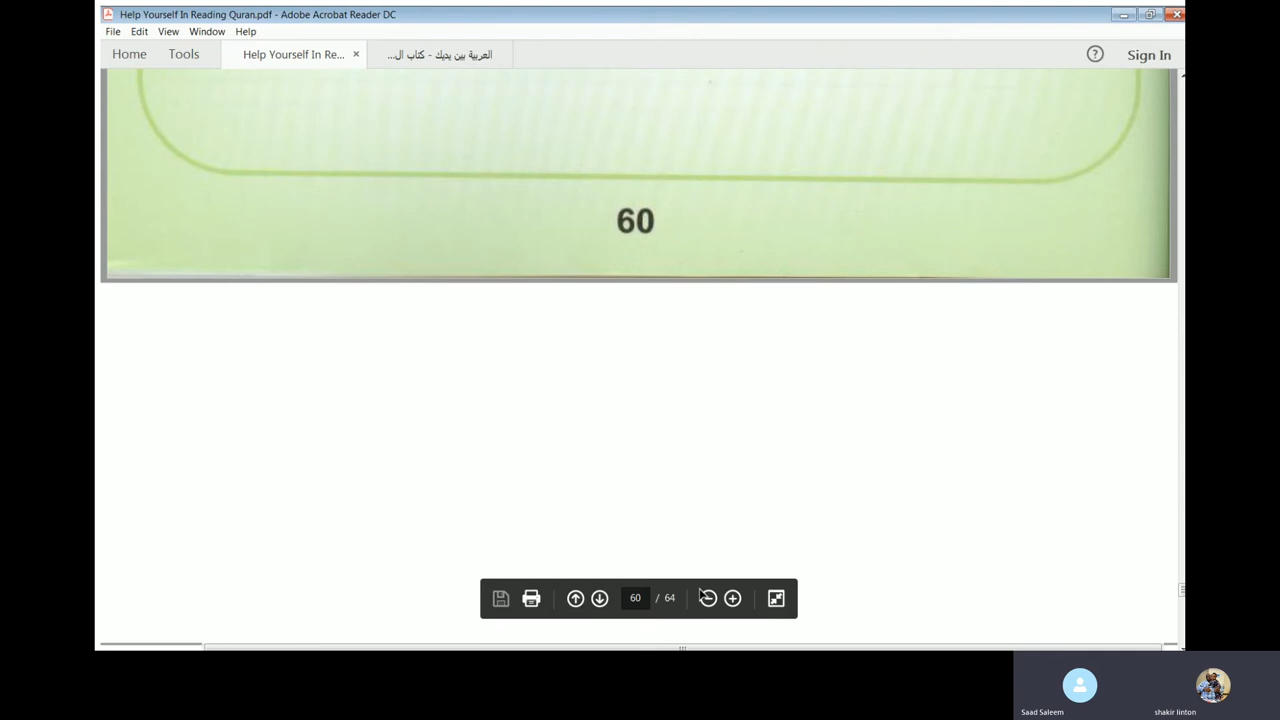 Help Yourself In Reading Quran.pdf - Adobe Acrobat Reader DC
File Edit View Window Help
Home Tools Help Yourself In Re... × العربية بين يديك - كتاب ال... ? Sign In
60
60 / 64
Saad Saleem shakir linton